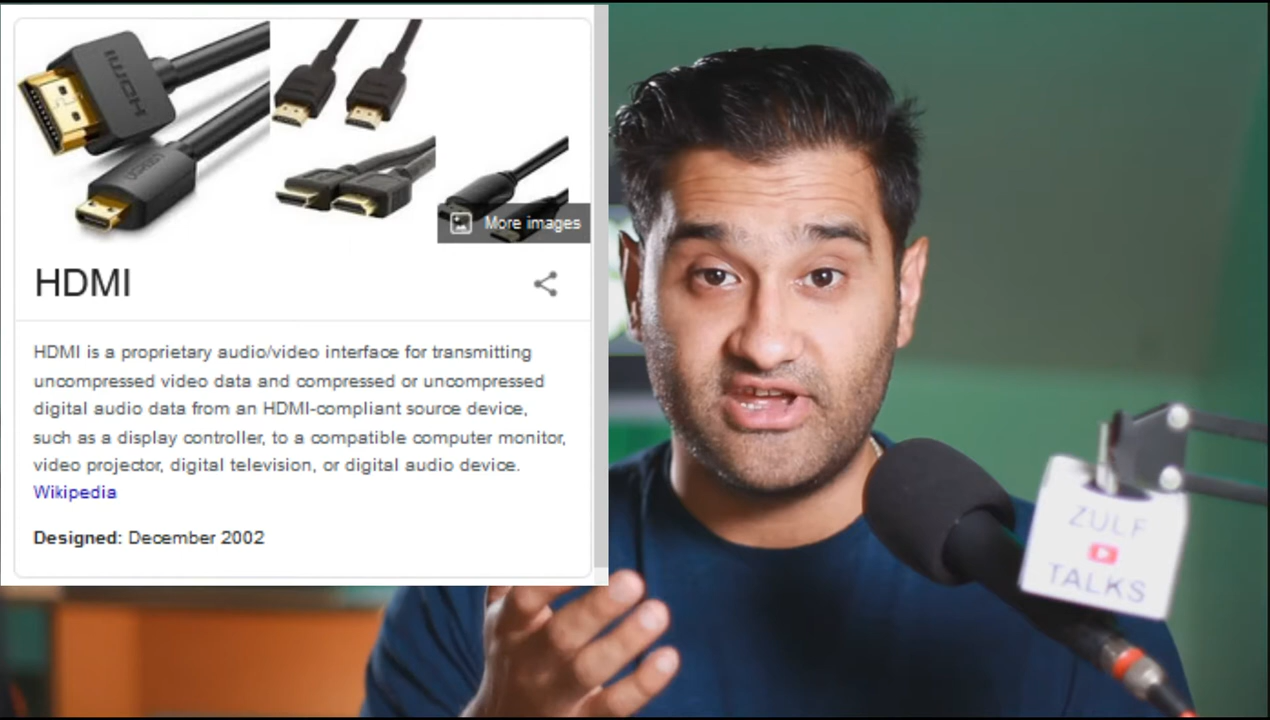 HDMI
More images
HDMI
HDMI is a proprietary audio/video interface for transmitting
uncompressed video data and compressed or uncompressed
digital audio data from an HDMI-compliant source device,
such as a display controller, to a compatible computer monitor,
video projector, digital television, or digital audio device.
Wikipedia
Designed: December 2002
ZULF
TALKS